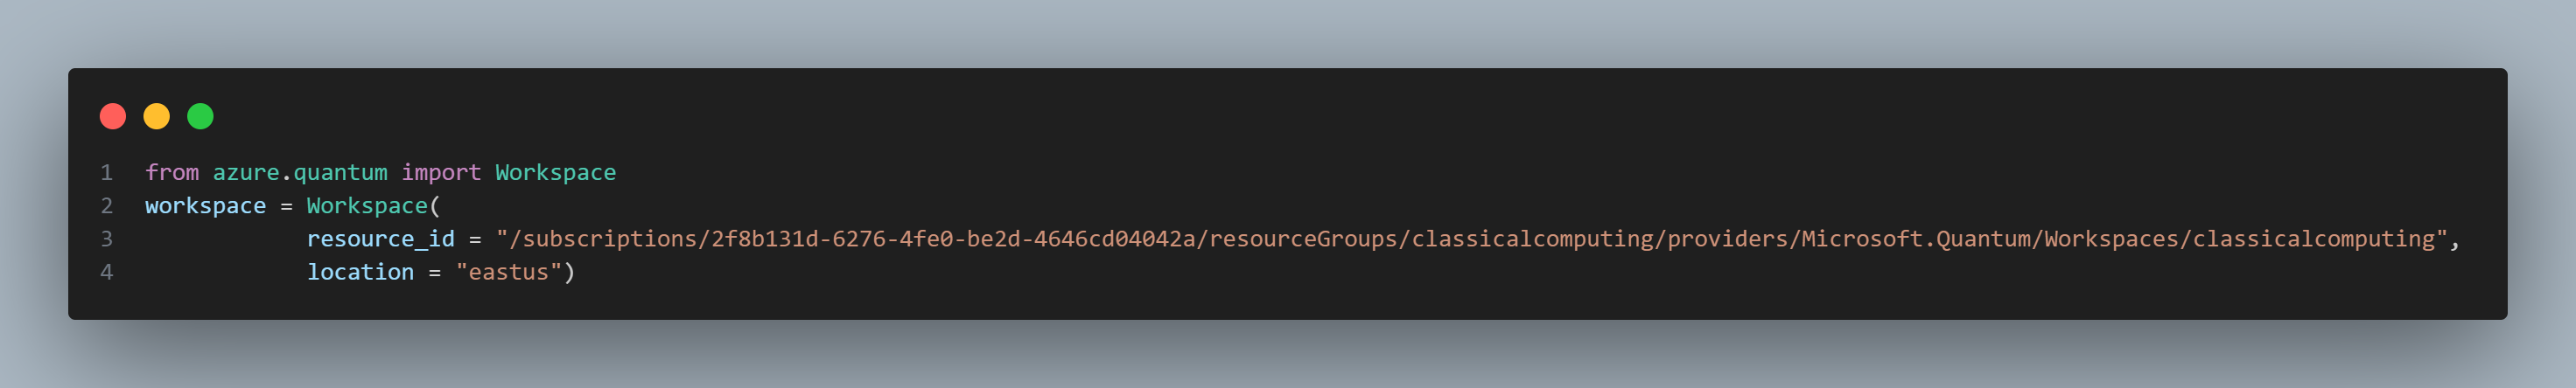 1 from azure.quantum import Workspace
2 workspace = Workspace(
3             resource_id = "/subscriptions/2f8b131d-6276-4fe0-be2d-4646cd04042a/resourceGroups/classicalcomputing/providers/Microsoft.Quantum/Workspaces/classicalcomputing",
4             location = "eastus")